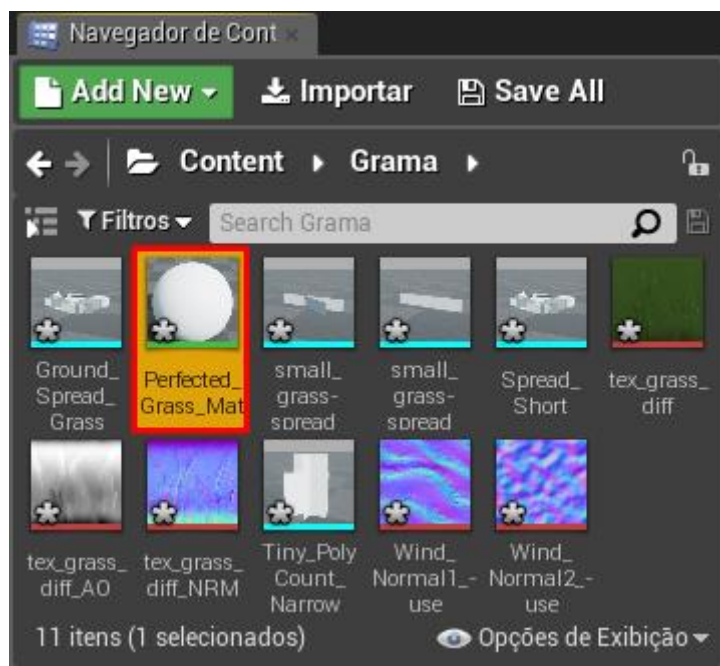 Navegador de Cont
Add New Importar Save All
Content Grama
Filtros Search Grama
Ground_
Spread_
Grass
Perfected_
Grass_Mat
small_
grass-
spread
small_
grass-
spread
Spread_
Short
tex_grass_
diff
tex_grass_
diff_AO
tex_grass_
diff_NRM
Tiny_Poly
Count_
Narrow
Wind_
Normal1_-
use
Wind_
Normal2_-
use
11 itens (1 selecionados) Opções de Exibição